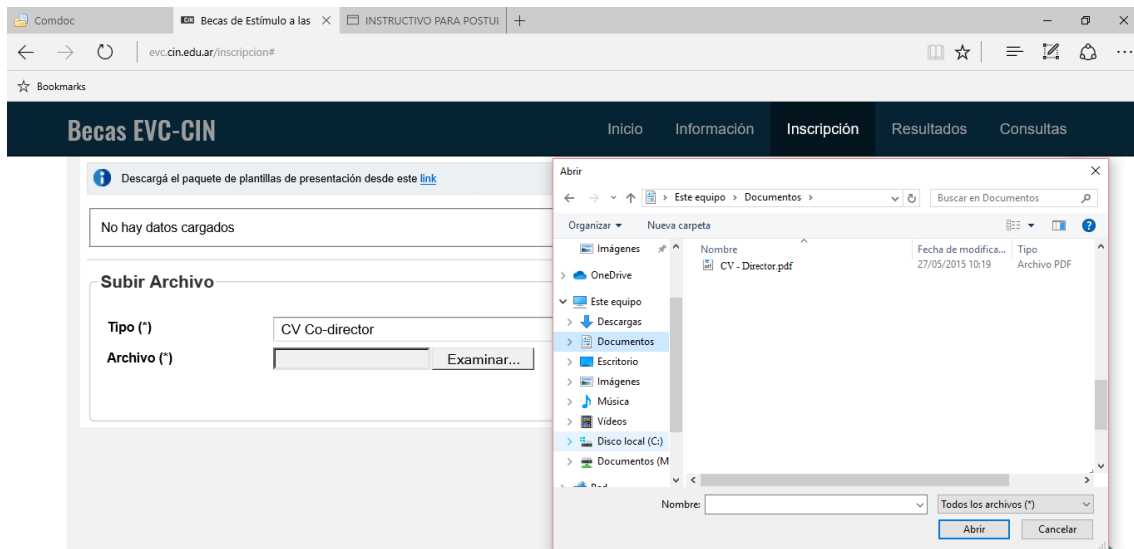 Comdoc
Becas de Estímulo a las
INSTRUCTIVO PARA POSTUL
evc.cin.edu.ar/inscripcion#
Bookmarks
Becas EVC-CIN
Inicio
Información
Inscripción
Resultados
Consultas
Descargá el paquete de plantillas de presentación desde este link
No hay datos cargados
Subir Archivo
Tipo (*)
CV Co-director
Archivo (*)
Examinar...
Abrir
Este equipo > Documentos >
Buscar en Documentos
Organizar
Nueva carpeta
Nombre
Fecha de modifica...
Tipo
CV - Director.pdf
27/05/2015 10:19
Archivo PDF
Imágenes
OneDrive
Este equipo
Descargas
Documentos
Escritorio
Imágenes
Música
Vídeos
Disco local (C:)
Documentos (M
Red
Nombre:
Todos los archivos (*)
Abrir
Cancelar